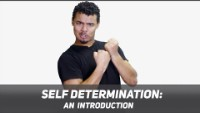 SELF DETERMINATION:
AN INTRODUCTION